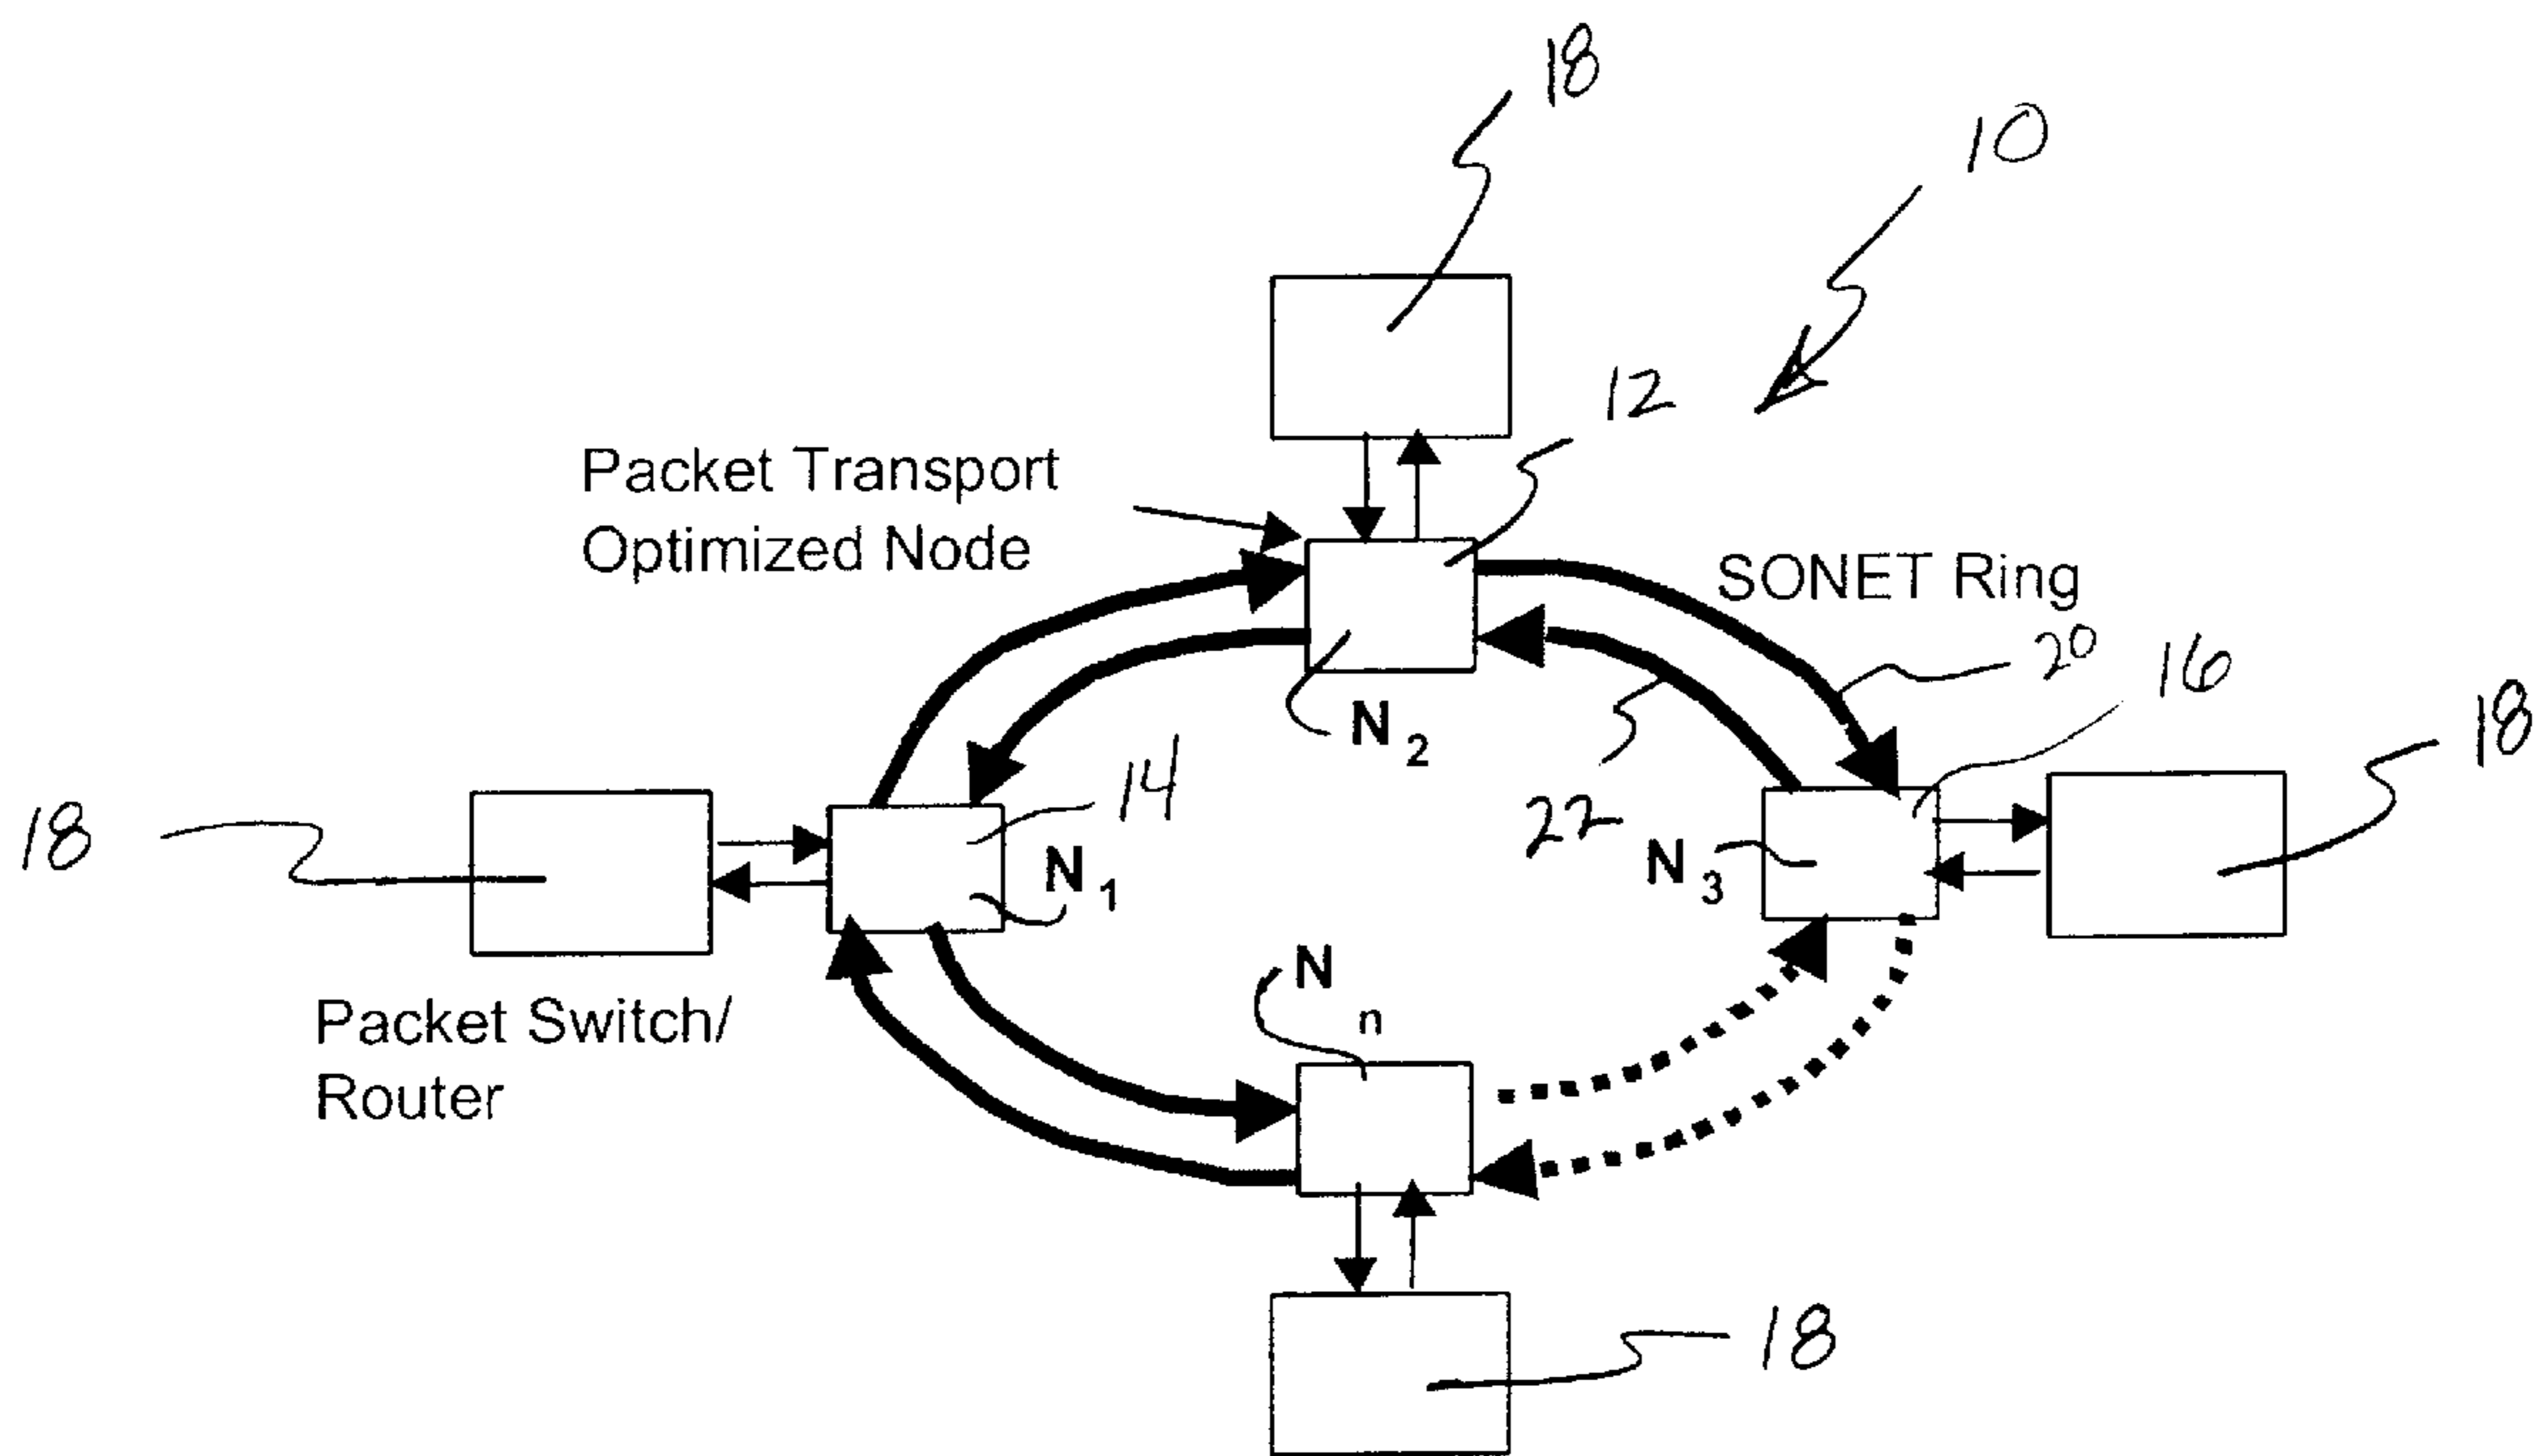 18
10
12
Packet Transport
Optimized Node
SONET Ring
20
16
18
N2
14
22
18
N1
N3
Nn
Packet Switch/
Router
18